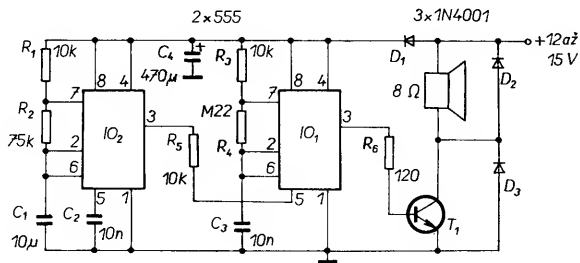 2×555
3×1N4001
R1
10k
C4
470μ
+
R3
10k
D1
+12až
15 V
8 Ω
D2
R2
75k
7
8
4
2
6
3
5
1
IO2
R5
10k
M22
R4
7
8
4
2
6
3
5
1
IO1
R6
120
T1
D3
C1
10μ
C2
10n
C3
10n